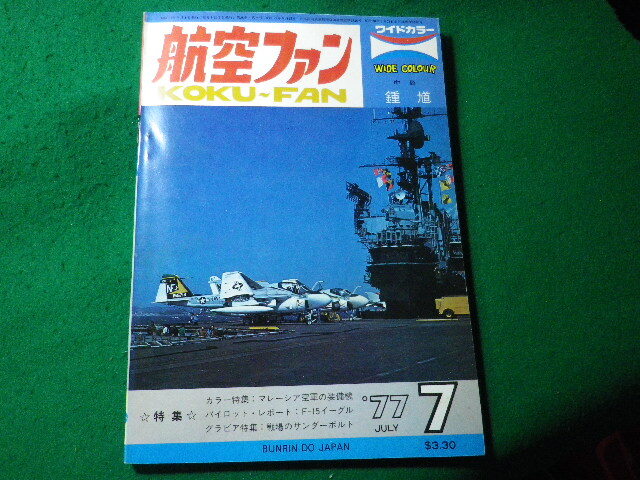 航空ファン
KOKU-FAN
ワイドカラー
WIDE COLOUR
鍾馗
NF
☆特集☆
カラー特集:マレーシア空軍の装備機
パイロット・レポート:F-15イーグル
グラビア特集:戦場のサンダーボルト
'77
JULY
7
$3.30
BUNRIN-DO JAPAN